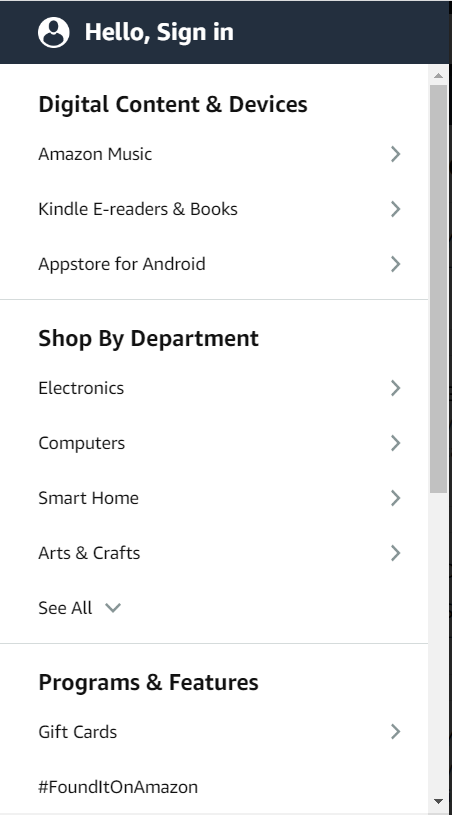 Hello, Sign in
Digital Content & Devices
Amazon Music
Kindle E-readers & Books
Appstore for Android
Shop By Department
Electronics
Computers
Smart Home
Arts & Crafts
See All
Programs & Features
Gift Cards
#FoundItOnAmazon